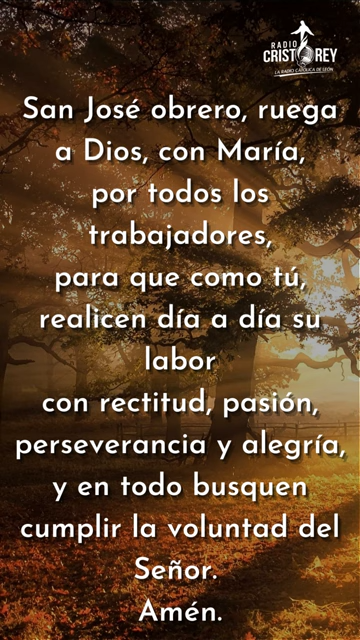 RADIO
CRISTO REY
LA RADIO CATÓLICA DE LEÓN
San José obrero, ruega
a Dios, con María,
por todos los
trabajadores,
para que como tú,
realicen día a día su
labor
con rectitud, pasión,
perseverancia y alegría,
y en todo busquen
cumplir la voluntad del
Señor.
Amén.